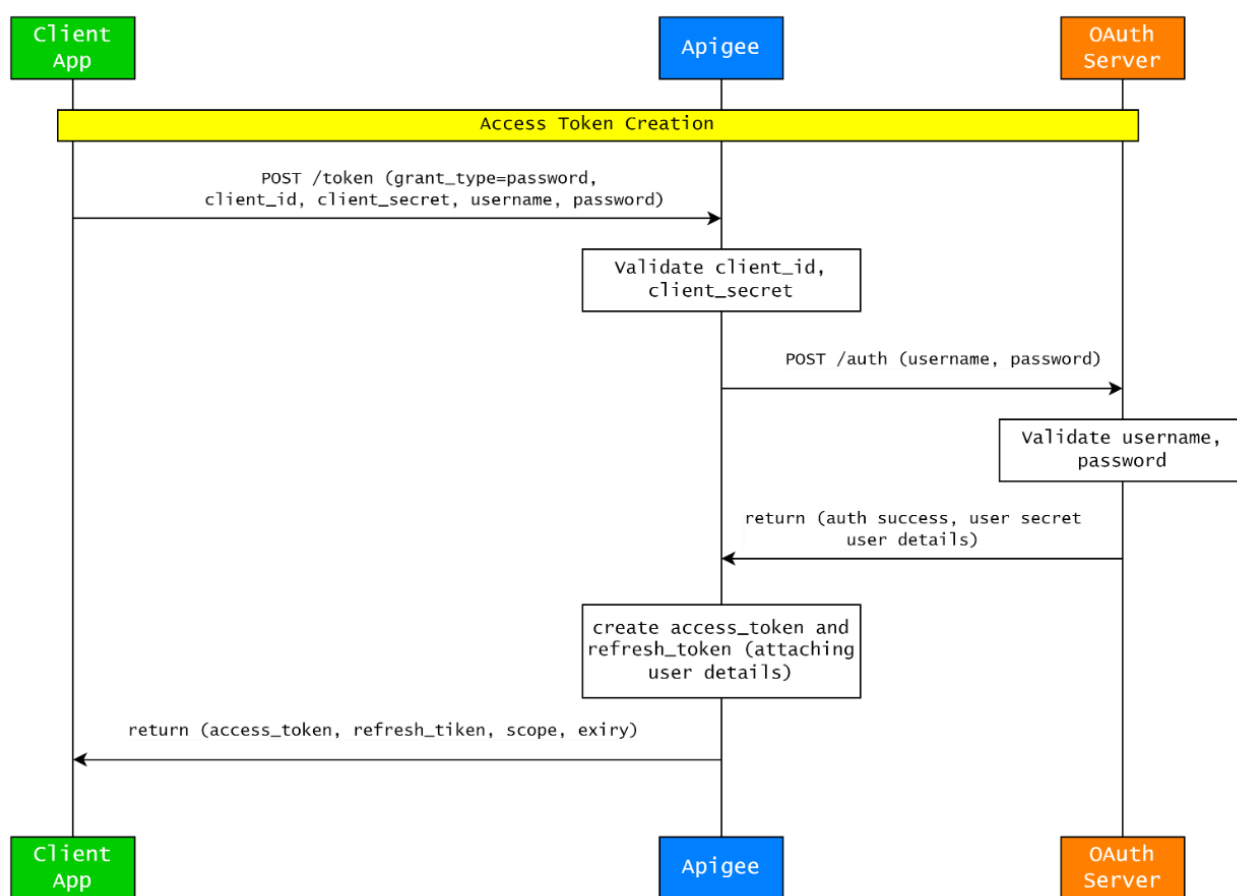 Client
App
Apigee
OAuth
Server
Access Token Creation
POST /token (grant_type=password,
client_id, client_secret, username, password)
Validate client_id,
client_secret
POST /auth (username, password)
Validate username,
password
return (auth success, user secret
user details)
create access_token and
refresh_token (attaching
user details)
return (access_token, refresh_tiken, scope, exiry)
Client
App
Apigee
OAuth
Server